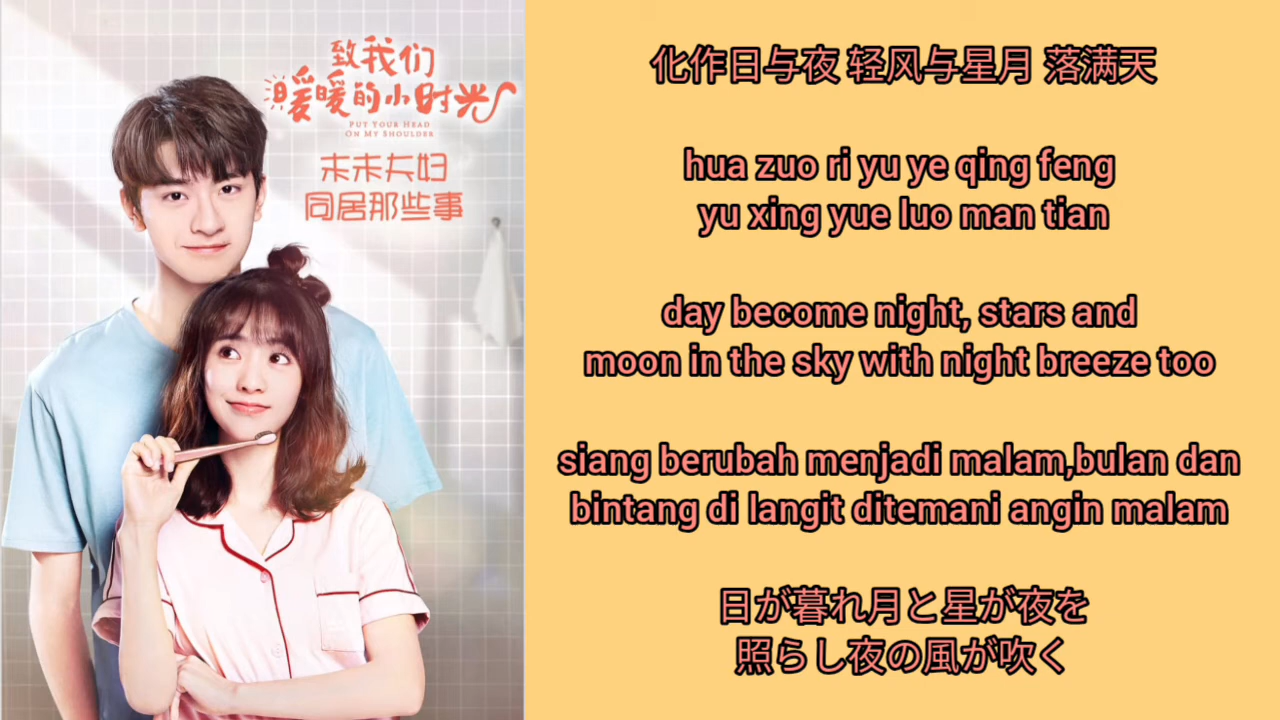 致我们
暖暖的小时光
PUT YOUR HEAD
ON MY SHOULDER
未未夫妇
同居那些事
化作日与夜 轻风与星月 落满天
hua zuo ri yu ye qing feng
yu xing yue luo man tian
day become night, stars and
moon in the sky with night breeze too
siang berubah menjadi malam,bulan dan
bintang di langit ditemani angin malam
日が暮れ月と星が夜を
照らし夜の風が吹く